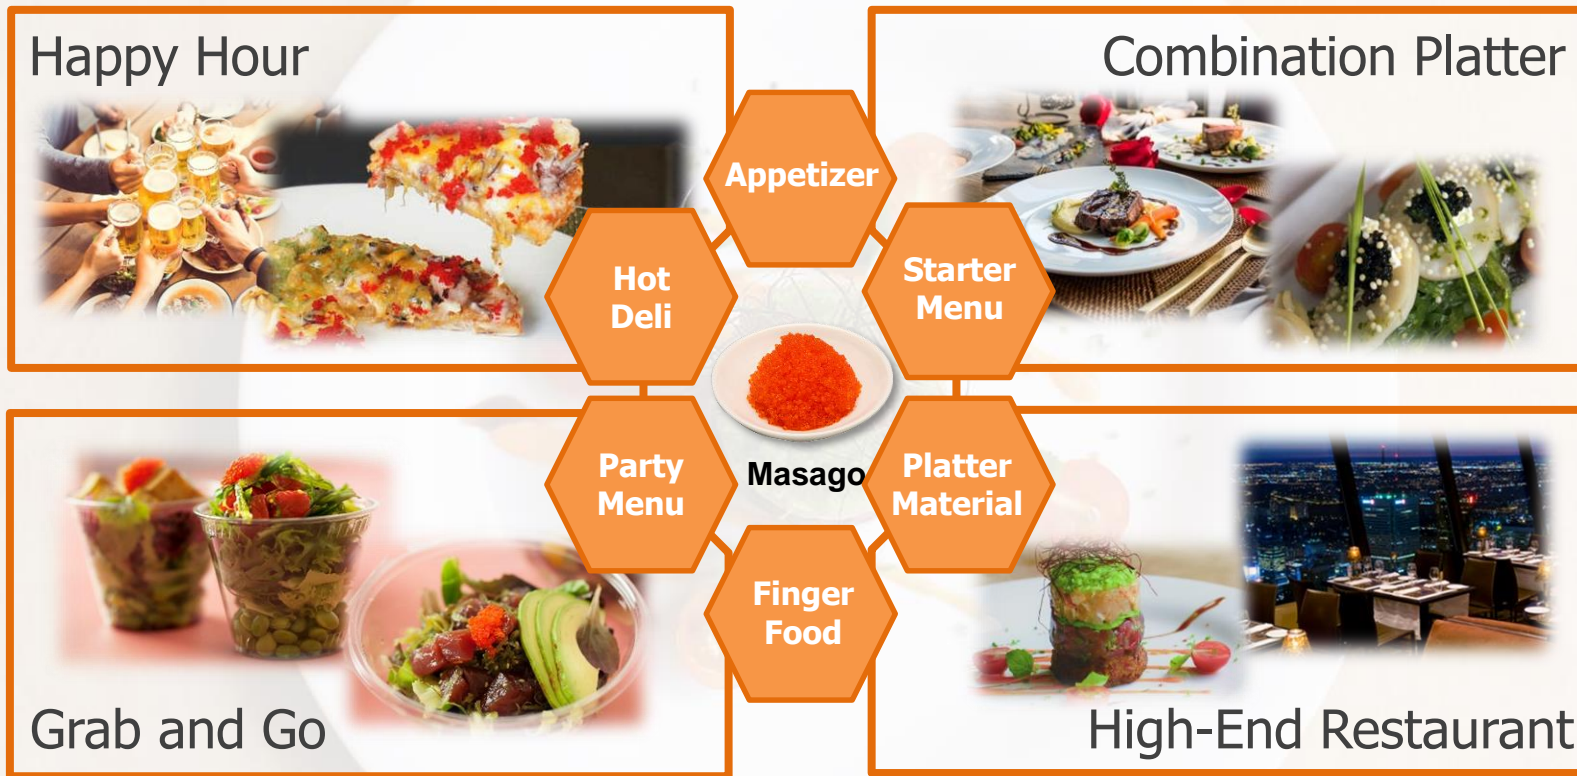 Happy Hour
Combination Platter
Appetizer
Hot
Deli
Starter
Menu
Party
Menu
Masago
Platter
Material
Finger
Food
Grab and Go
High-End Restaurant